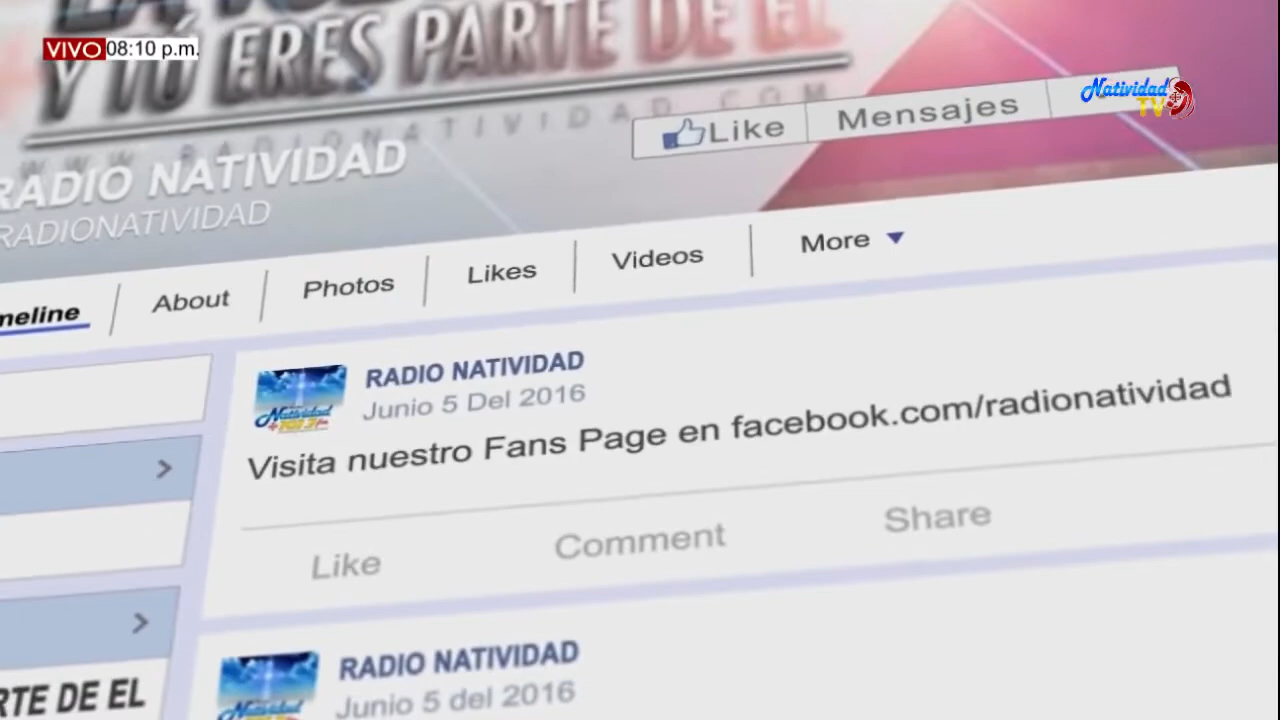 VIVO 08:10 p.m.
Y TÚ ERES PARTE DE EL
WWW.RADIONATIVIDAD.COM
Natividad
TV
Like
Mensajes
RADIO NATIVIDAD
RADIONATIVIDAD
meline
About
Photos
Likes
Videos
More
RADIO NATIVIDAD
Junio 5 Del 2016
Natividad
Visita nuestro Fans Page en facebook.com/radionatividad
Like
Comment
Share
RADIO NATIVIDAD
Junio 5 del 2016
Natividad
RTE DE EL